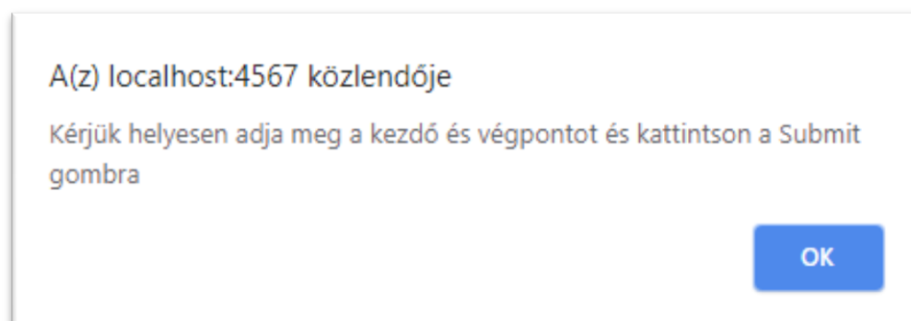 A(z) localhost:4567 közlendője
Kérjük helyesen adja meg a kezdő és végpontot és kattintson a Submit
gombra
OK